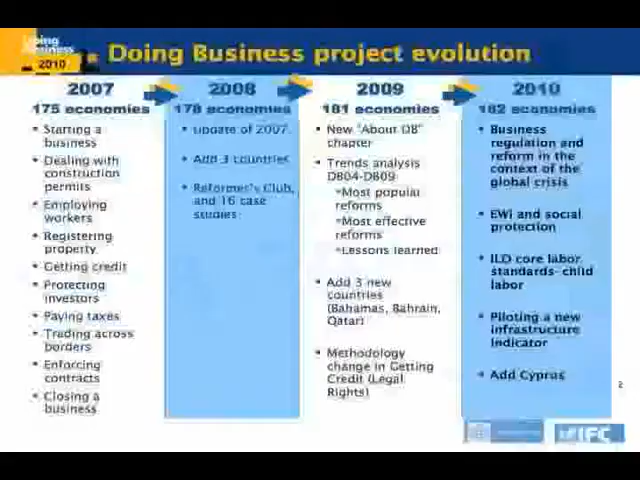 Doing
Business
2010
Doing Business project evolution
2007
175 economies
Starting a
business
Dealing with
construction
permits
Employing
workers
Registering
property
Getting credit
Protecting
investors
Paying taxes
Trading across
borders
Enforcing
contracts
Closing a
business
2008
178 economies
Update of 2007
Add 3 countries
Reformer's Club,
and 16 case
studies
2009
181 economies
New "About DB"
chapter
Trends analysis
DB04-DB09
Most popular
reforms
Most effective
reforms
Lessons learned
Add 3 new
countries
(Bahamas, Bahrain,
Qatar)
Methodology
change in Getting
Credit (Legal
Rights)
2010
182 economies
Business
regulation and
reform in the
context of the
global crisis
EWI and social
protection
ILO core labor
standards- child
labor
Piloting a new
infrastructure
indicator
Add Cyprus
2
IFC